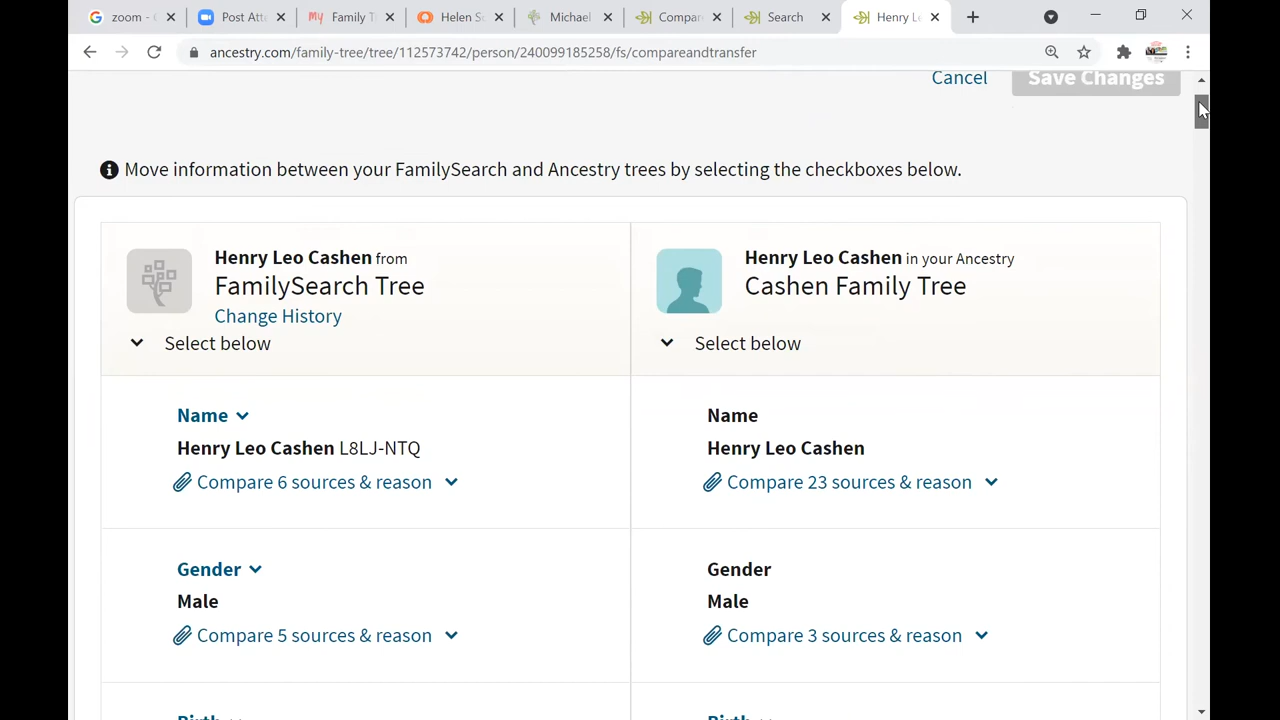 zoom - G
Post Atte
Family T
Helen Sc
Michael
Compar
Search
Henry Le
ancestry.com/family-tree/tree/112573742/person/240099185258/fs/compareandtransfer
Cancel
Save Changes
Move information between your FamilySearch and Ancestry trees by selecting the checkboxes below.
Henry Leo Cashen from
FamilySearch Tree
Change History
Select below
Henry Leo Cashen in your Ancestry
Cashen Family Tree
Select below
Name
Henry Leo Cashen L8LJ-NTQ
Compare 6 sources & reason
Name
Henry Leo Cashen
Compare 23 sources & reason
Gender
Male
Compare 5 sources & reason
Gender
Male
Compare 3 sources & reason
Birth
Birth